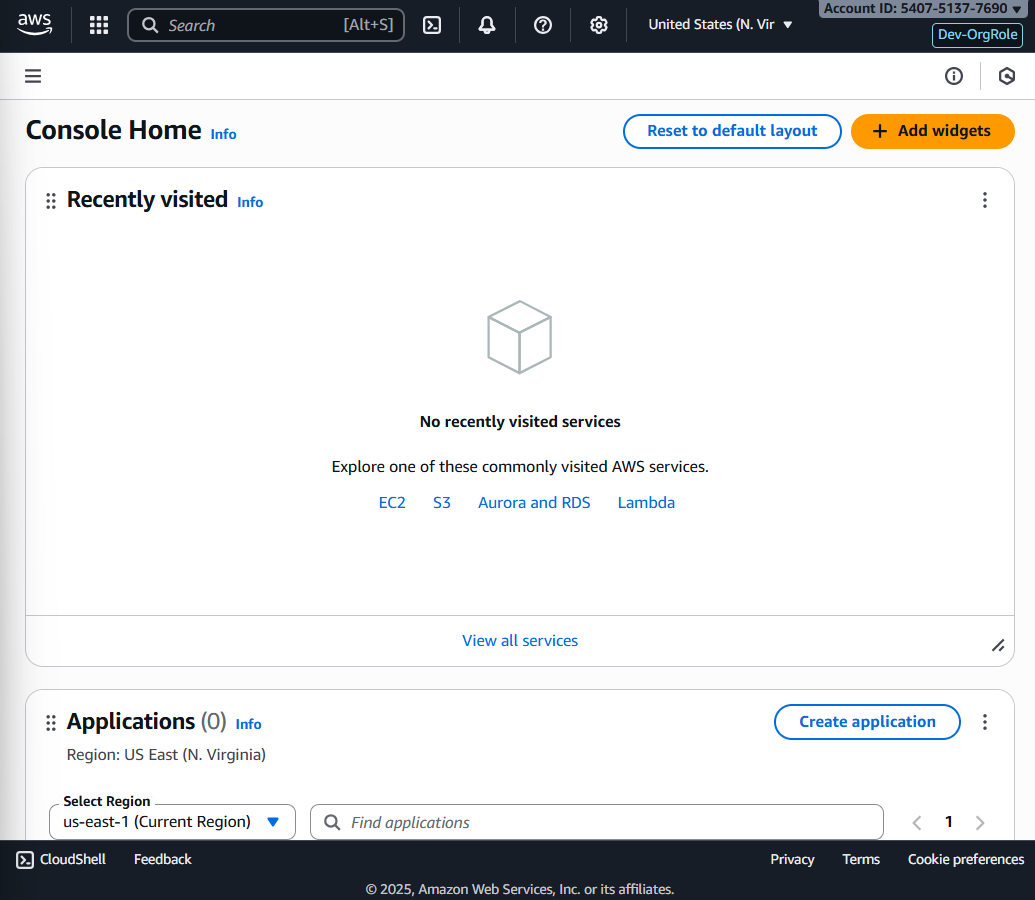 aws
Search [Alt+S]
United States (N. Vir
Account ID: 5407-5137-7690
Dev-OrgRole
Console Home Info
Reset to default layout
+ Add widgets
Recently visited Info
No recently visited services
Explore one of these commonly visited AWS services.
EC2 S3 Aurora and RDS Lambda
View all services
Applications (0) Info
Create application
Region: US East (N. Virginia)
Select Region
us-east-1 (Current Region)
Find applications
1
CloudShell Feedback Privacy Terms Cookie preferences
© 2025, Amazon Web Services, Inc. or its affiliates.